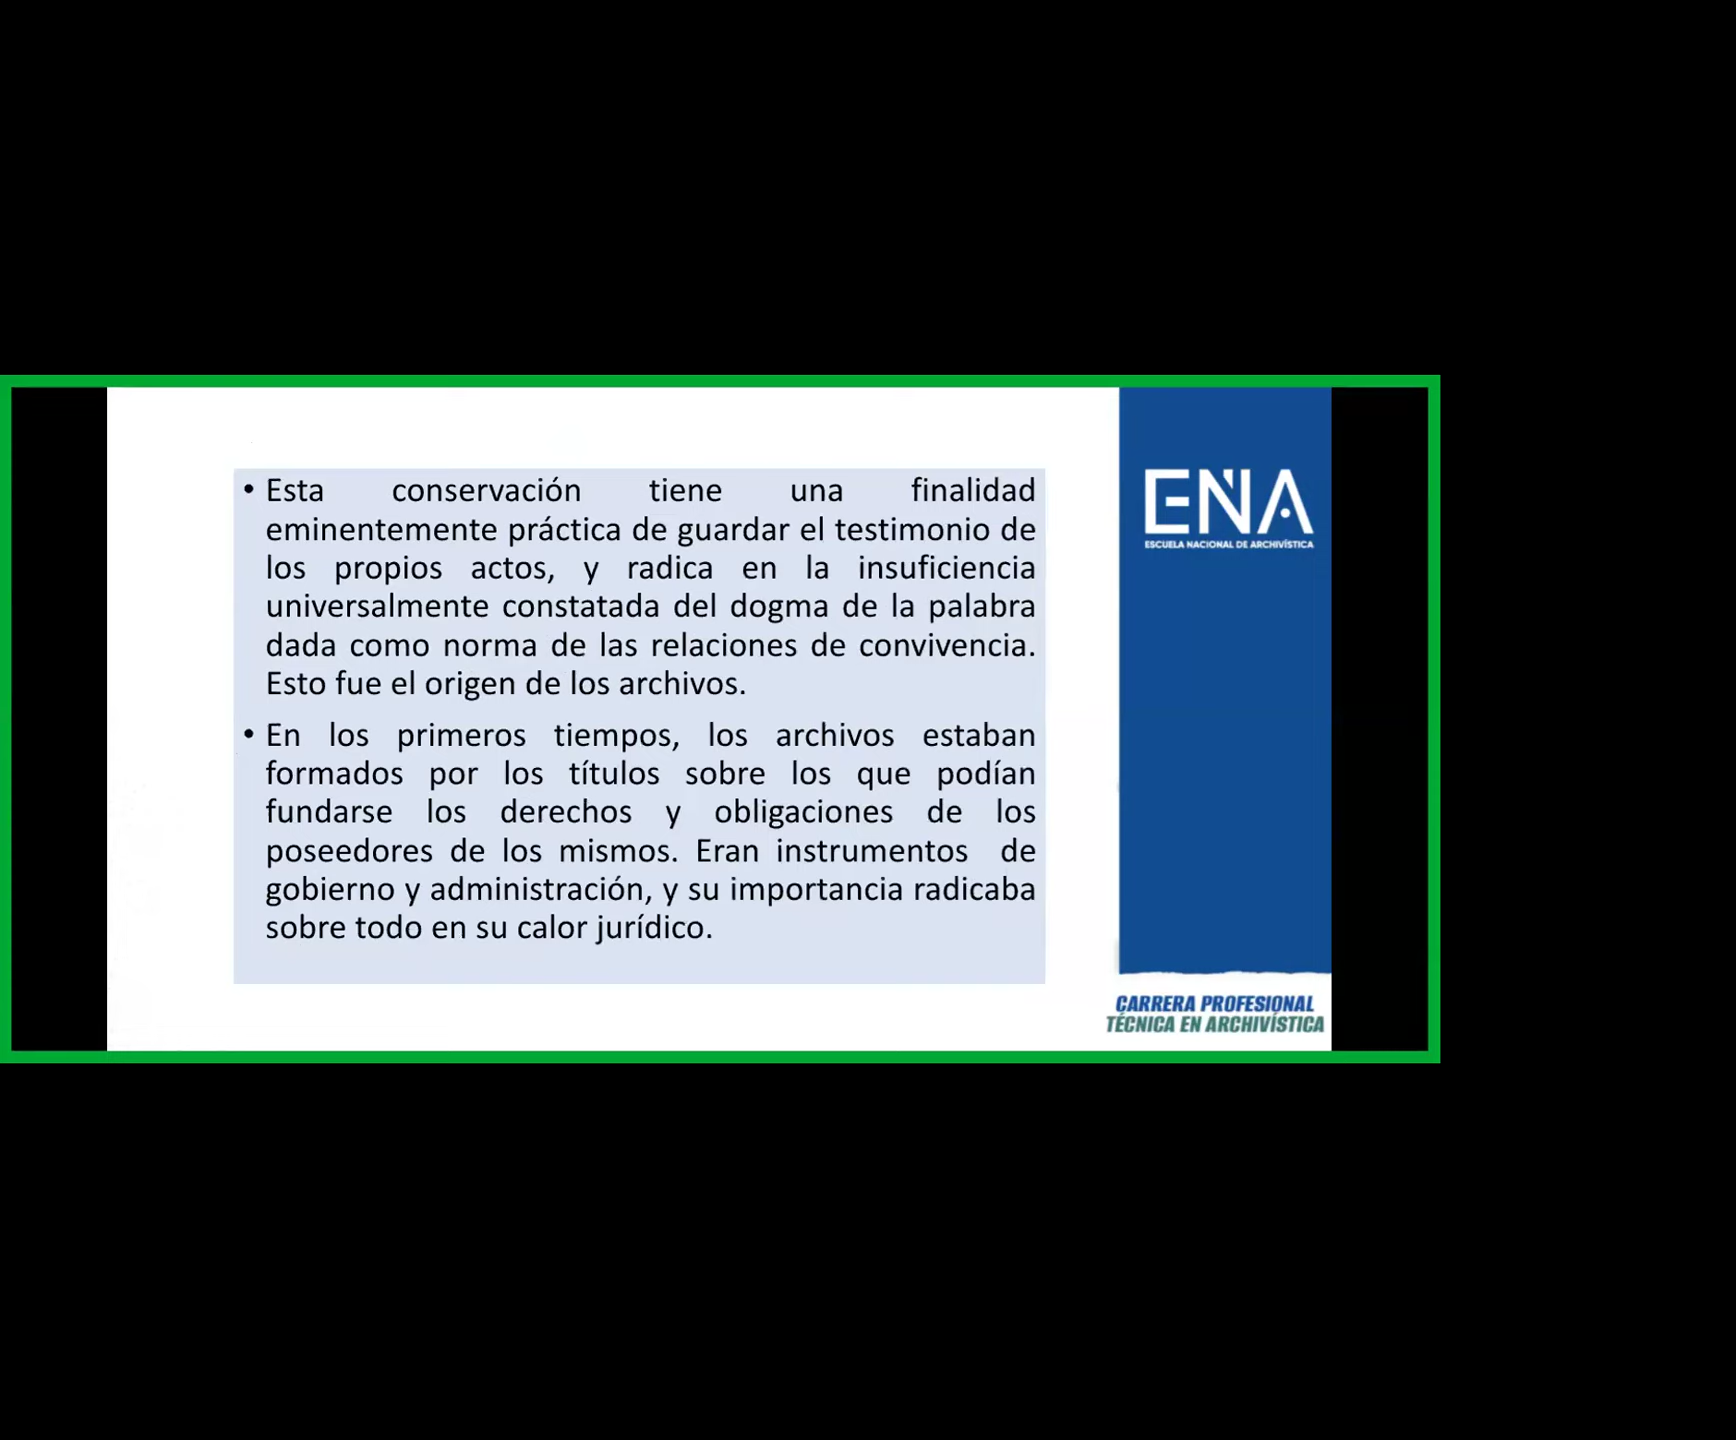 • Esta conservación tiene una finalidad
eminentemente práctica de guardar el testimonio de
los propios actos, y radica en la insuficiencia
universalmente constatada del dogma de la palabra
dada como norma de las relaciones de convivencia.
Esto fue el origen de los archivos.
• En los primeros tiempos, los archivos estaban
formados por los títulos sobre los que podían
fundarse los derechos y obligaciones de los
poseedores de los mismos. Eran instrumentos de
gobierno y administración, y su importancia radicaba
sobre todo en su calor jurídico.
ENA
ESCUELA NACIONAL DE ARCHIVÍSTICA
CARRERA PROFESIONAL
TÉCNICA EN ARCHIVÍSTICA